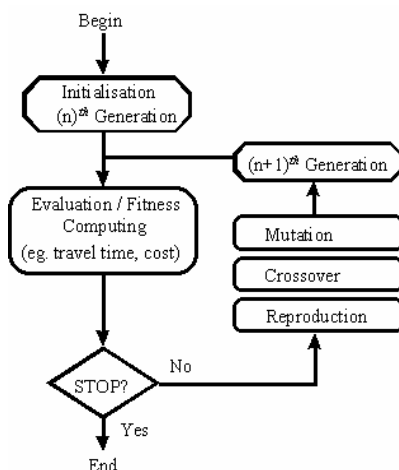 Begin
Initialisation
(n)th Generation
(n+1)th Generation
Evaluation / Fitness
Computing
(eg. travel time, cost)
Mutation
Crossover
Reproduction
STOP?
No
Yes
End